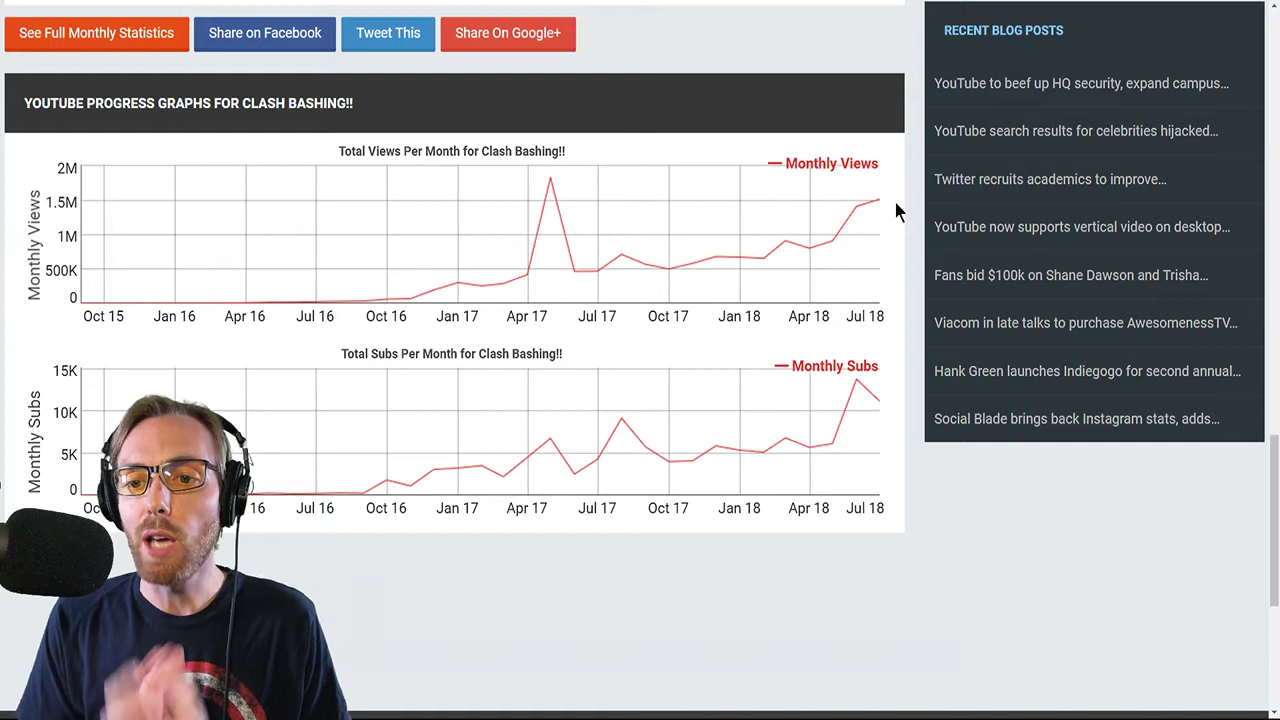 See Full Monthly Statistics
Share on Facebook
Tweet This
Share On Google+
YOUTUBE PROGRESS GRAPHS FOR CLASH BASHING!!
Total Views Per Month for Clash Bashing!!
Monthly Views
Monthly Views
2M
1.5M
1M
500K
0
Oct 15 Jan 16 Apr 16 Jul 16 Oct 16 Jan 17 Apr 17 Jul 17 Oct 17 Jan 18 Apr 18 Jul 18
Total Subs Per Month for Clash Bashing!!
Monthly Subs
Monthly Subs
15K
10K
5K
0
Oc 16 Jul 16 Oct 16 Jan 17 Apr 17 Jul 17 Oct 17 Jan 18 Apr 18 Jul 18
RECENT BLOG POSTS
YouTube to beef up HQ security, expand campus...
YouTube search results for celebrities hijacked...
Twitter recruits academics to improve...
YouTube now supports vertical video on desktop...
Fans bid $100k on Shane Dawson and Trisha...
Viacom in late talks to purchase AwesomenessTV...
Hank Green launches Indiegogo for second annual...
Social Blade brings back Instagram stats, adds...